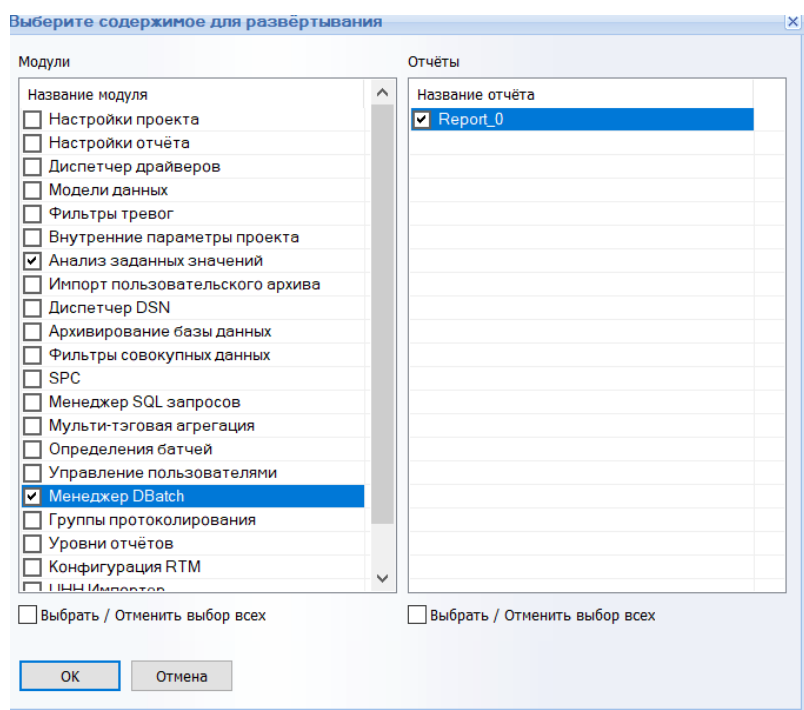 Выберите содержимое для развёртывания
Модули
Отчёты
Название модуля
Настройки проекта
Настройки отчёта
Диспетчер драйверов
Модели данных
Фильтры тревог
Внутренние параметры проекта
Анализ заданных значений
Импорт пользовательского архива
Диспетчер DSN
Архивирование базы данных
Фильтры совокупных данных
SPC
Менеджер SQL запросов
Мульти-тэговая агрегация
Определения батчей
Управление пользователями
Менеджер DBatch
Группы протоколирования
Уровни отчётов
Конфигурация RTM
Название отчёта
Report_0
Выбрать / Отменить выбор всех
Выбрать / Отменить выбор всех
OK
Отмена